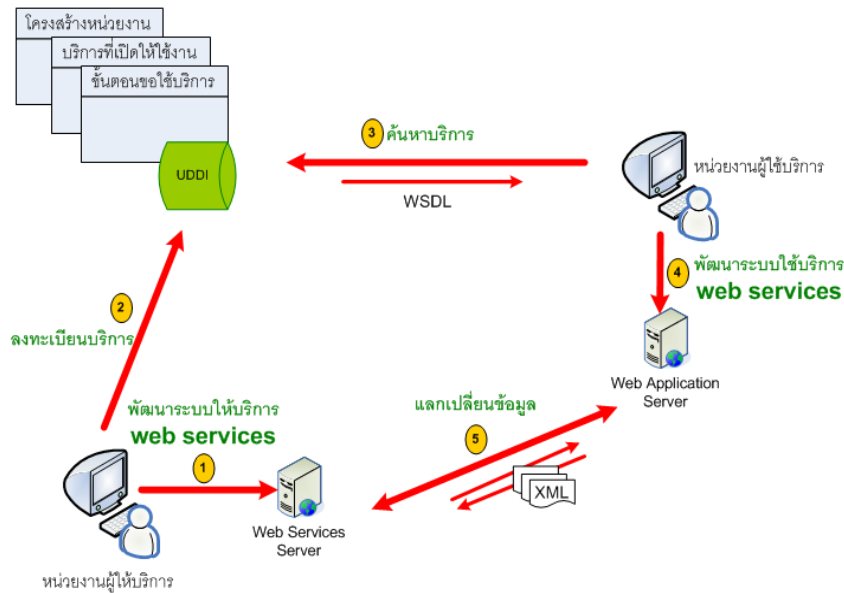 โครงสร้างหน่วยงาน
บริการที่เปิดให้ใช้งาน
ขั้นตอนขอใช้บริการ
UDDI
3
ค้นหาบริการ
WSDL
หน่วยงานผู้ใช้บริการ
4
พัฒนาระบบใช้บริการ
web services
2
ลงทะเบียนบริการ
Web Application
Server
พัฒนาระบบให้บริการ
web services
1
แลกเปลี่ยนข้อมูล
5
XML
Web Services
Server
หน่วยงานผู้ให้บริการ